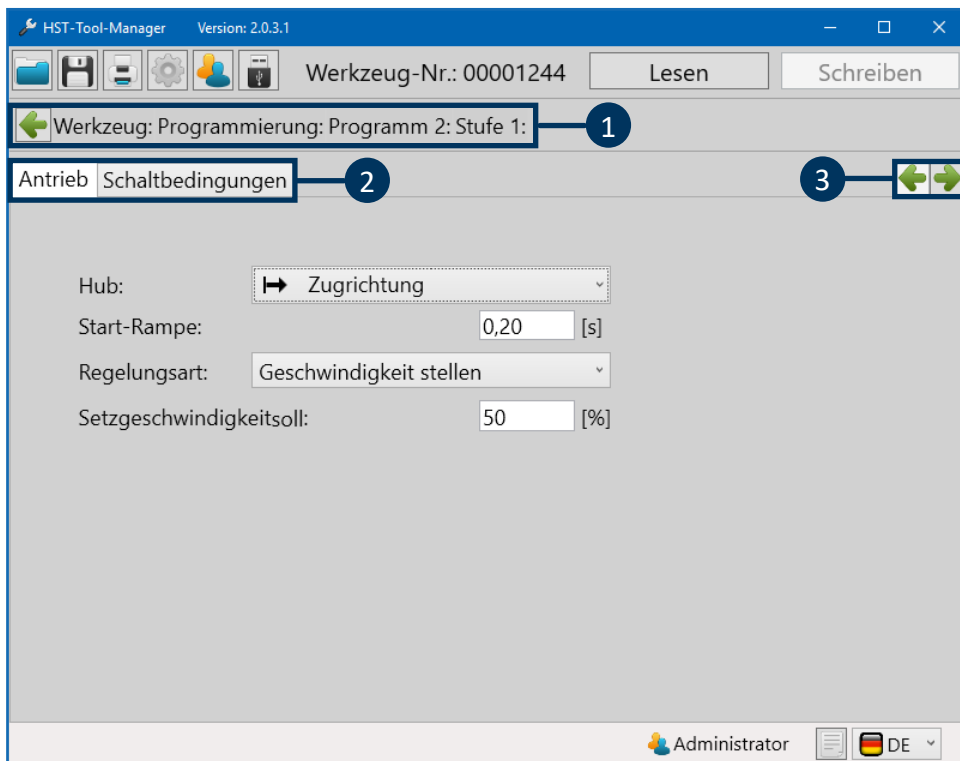 HST-Tool-Manager Version: 2.0.3.1
Werkzeug-Nr.: 00001244 Lesen Schreiben
Werkzeug: Programmierung: Programm 2: Stufe 1: 1
Antrieb Schaltbedingungen 2 3
Hub: Zugrichtung
Start-Rampe: 0,20 [s]
Regelungsart: Geschwindigkeit stellen
Setzgeschwindigkeitsoll: 50 [%]
Administrator DE